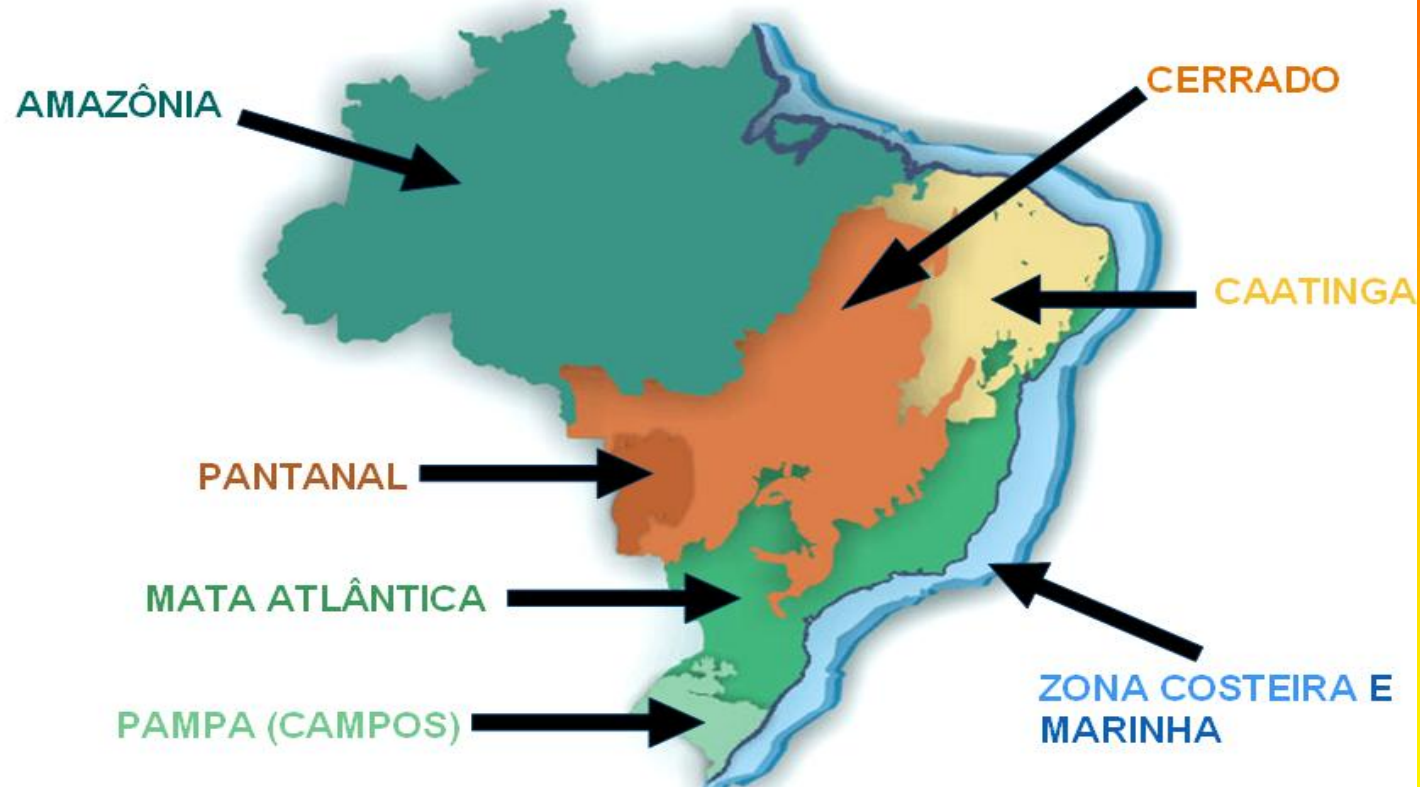 AMAZÔNIA
CERRADO
CAATINGA
PANTANAL
MATA ATLÂNTICA
ZONA COSTEIRA E
MARINHA
PAMPA (CAMPOS)